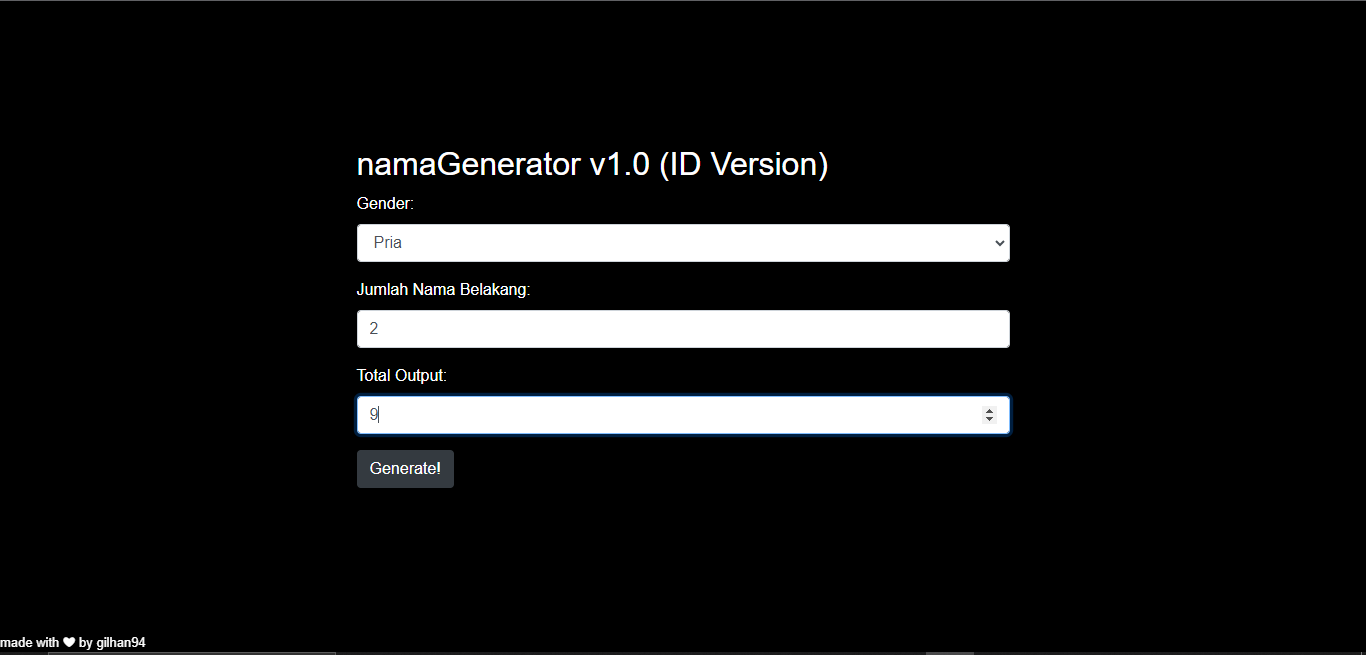 namaGenerator v1.0 (ID Version)
Gender:
Pria
Jumlah Nama Belakang:
2
Total Output:
9
Generate!
made with ♥ by gilhan94